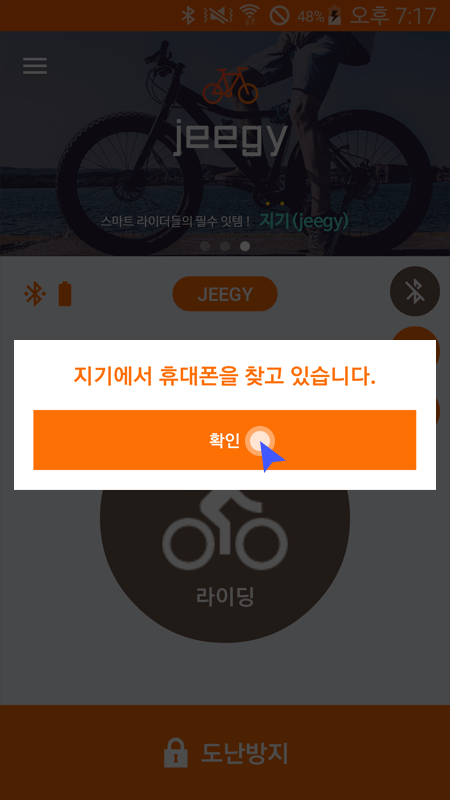 48% 오후 7:17
jeegy
스마트 라이더들의 필수 잇템 ! 지기(jeegy)
JEEGY
지기에서 휴대폰을 찾고 있습니다.
확인
라이딩
도난방지